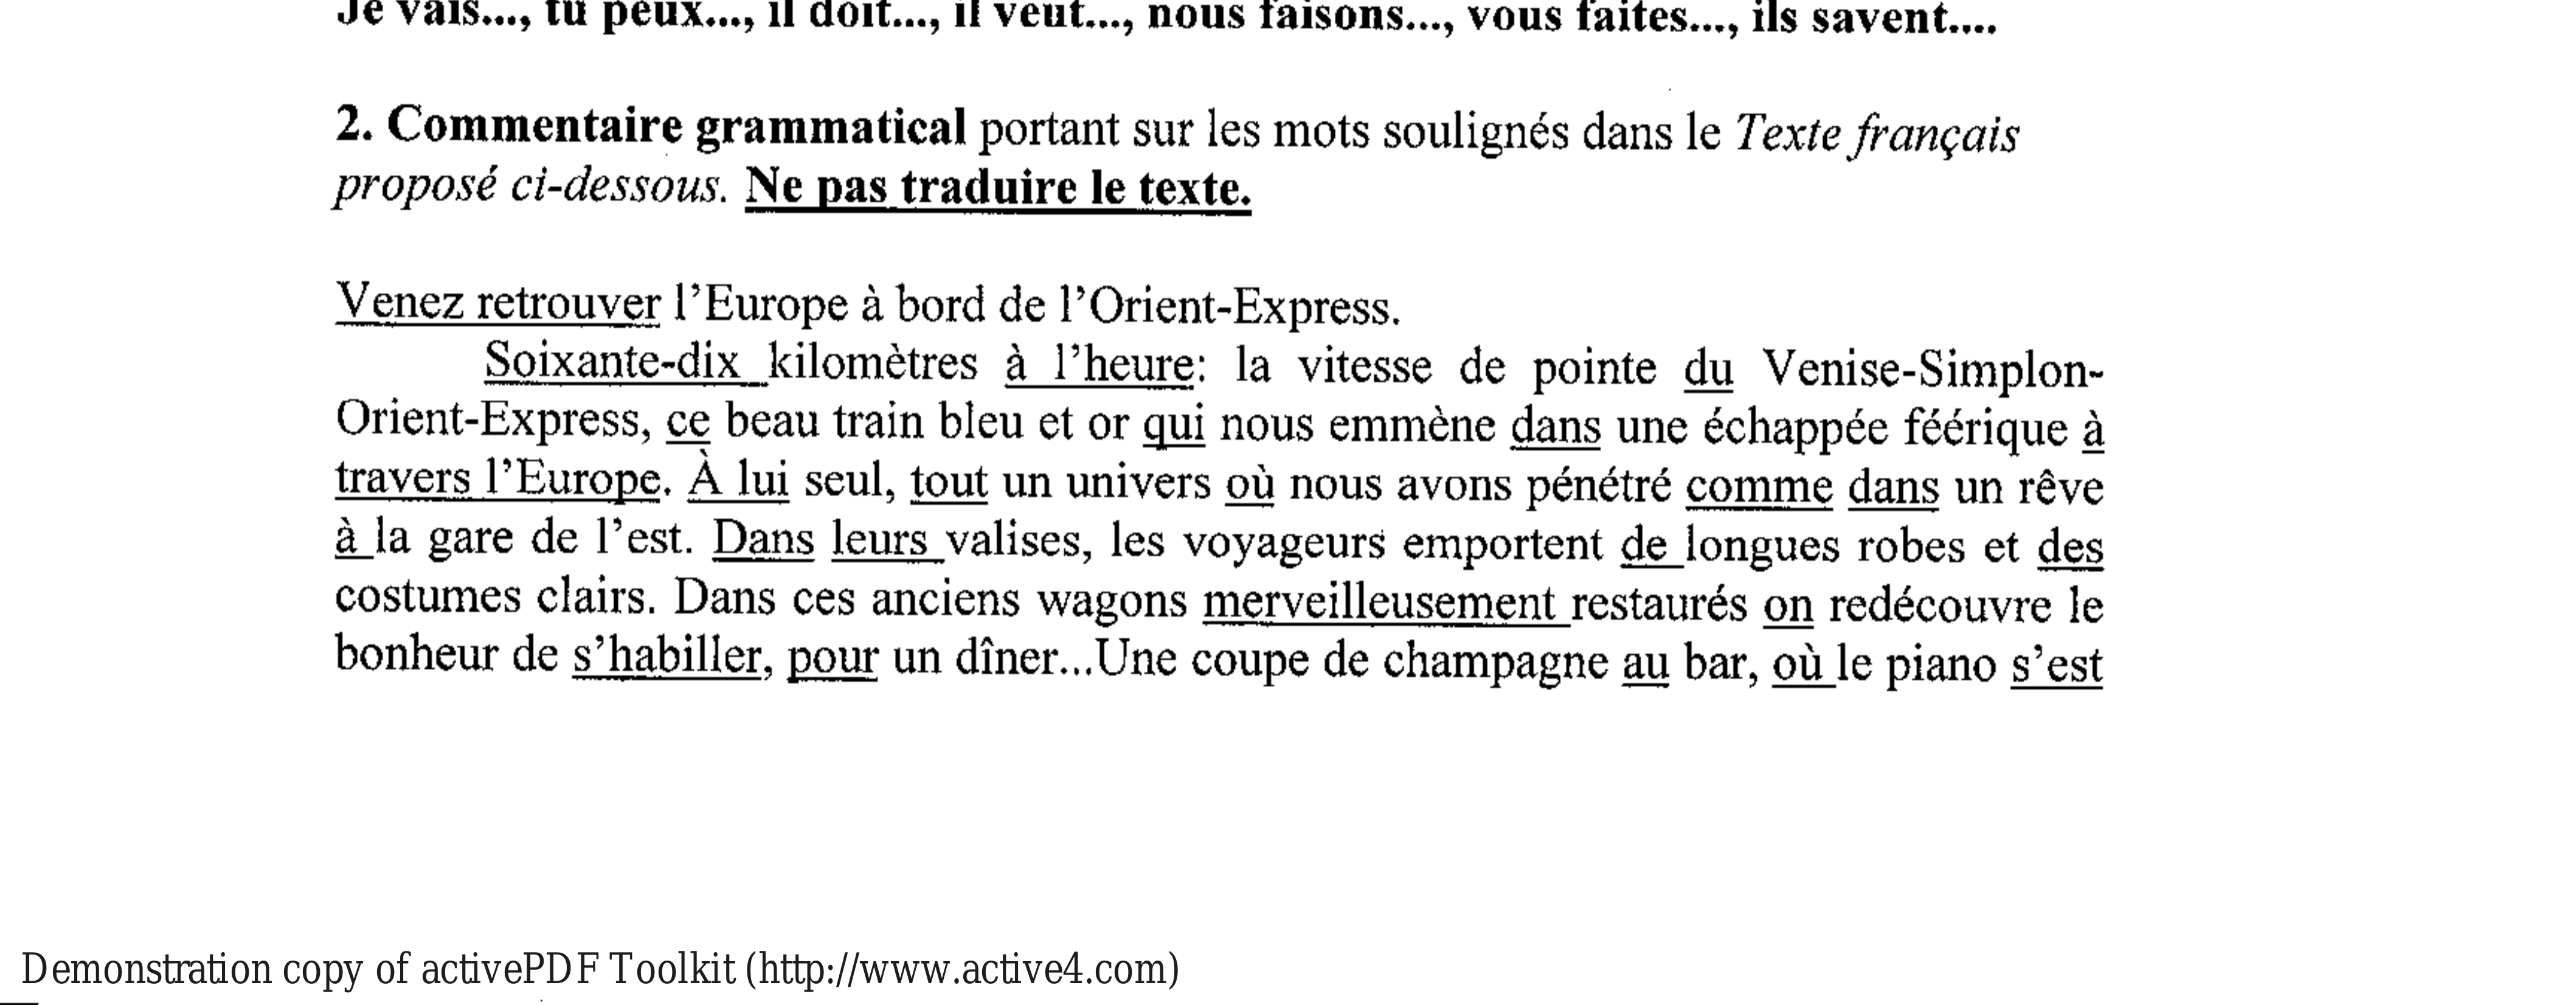 Je vais..., tu peux..., il doit..., il veut..., nous faisons..., vous faites..., ils savent....
2. Commentaire grammatical portant sur les mots soulignés dans le Texte français
proposé ci-dessous. Ne pas traduire le texte.
Venez retrouver l'Europe à bord de l'Orient-Express.
Soixante-dix kilomètres à l'heure: la vitesse de pointe du Venise-Simplon-
Orient-Express, ce beau train bleu et or qui nous emmène dans une échappée féérique à
travers l'Europe. À lui seul, tout un univers où nous avons pénétré comme dans un rêve
à la gare de l'est. Dans leurs valises, les voyageurs emportent de longues robes et des
costumes clairs. Dans ces anciens wagons merveilleusement restaurés on redécouvre le
bonheur de s'habiller, pour un dîner...Une coupe de champagne au bar, où le piano s'est
Demonstration copy of activePDF Toolkit (http://www.active4.com)